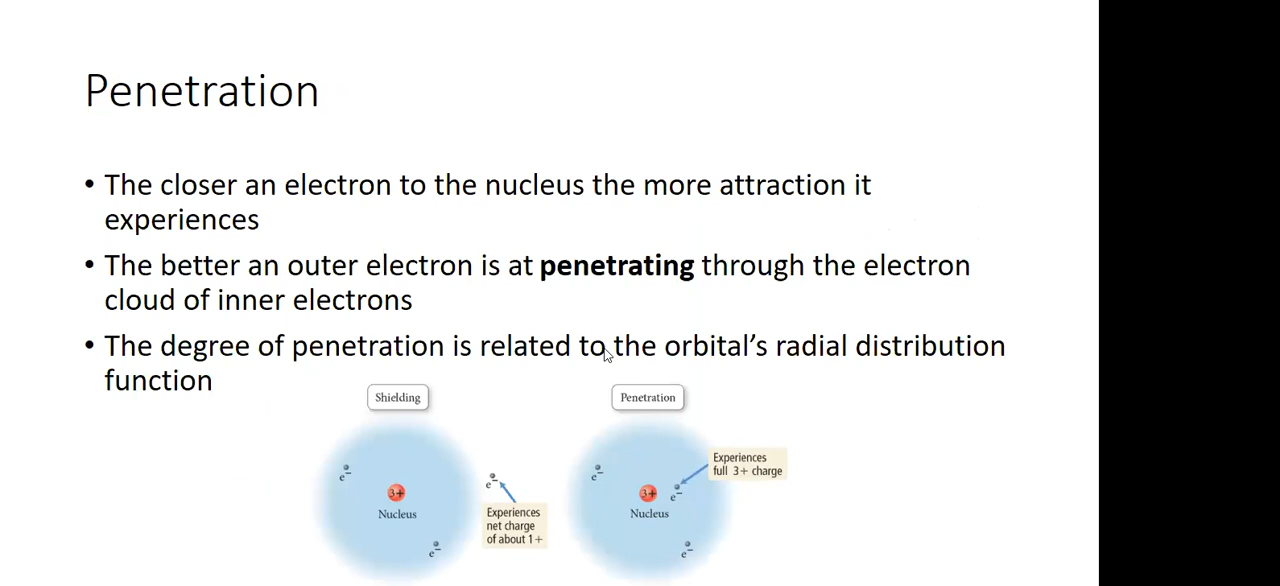 Penetration
• The closer an electron to the nucleus the more attraction it
experiences
• The better an outer electron is at penetrating through the electron
cloud of inner electrons
• The degree of penetration is related to the orbital's radial distribution
function
Shielding
e−
3+
Nucleus
e−
e−
Experiences
net charge
of about 1+
Penetration
e−
3+
Nucleus
e−
e−
Experiences
full 3+ charge